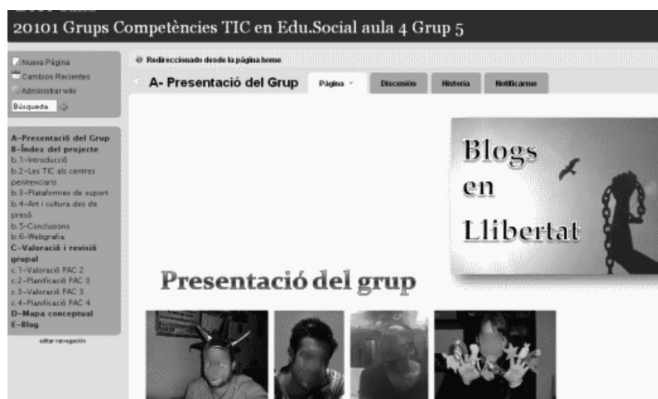 20101 Grups Competències TIC en Edu.Social aula 4 Grup 5
Nueva Página
Cambios Recientes
Administrar wiki
Búsqueda
A-Presentació del Grup
B-Índex del projecte
b.1-Introducció
b.2-Les TIC als centres
penitenciaris
b.3-Plataformes de suport
b.4-Art i cultura des de
presó
b.5-Conclusions
b.6-Webgrafia
C-Valoració i revisió
grupal
c.1-Valoració PAC 2
c.2-Planificació PAC 3
c.3-Valoració PAC 3
c.4-Planificació PAC 4
D-Mapa conceptual
E-Blog
editar navegación
Redireccionado desde la página home
A- Presentació del Grup
Página
Discusión
Historia
Notificarme
Blogs
en
Llibertat
Presentació del grup